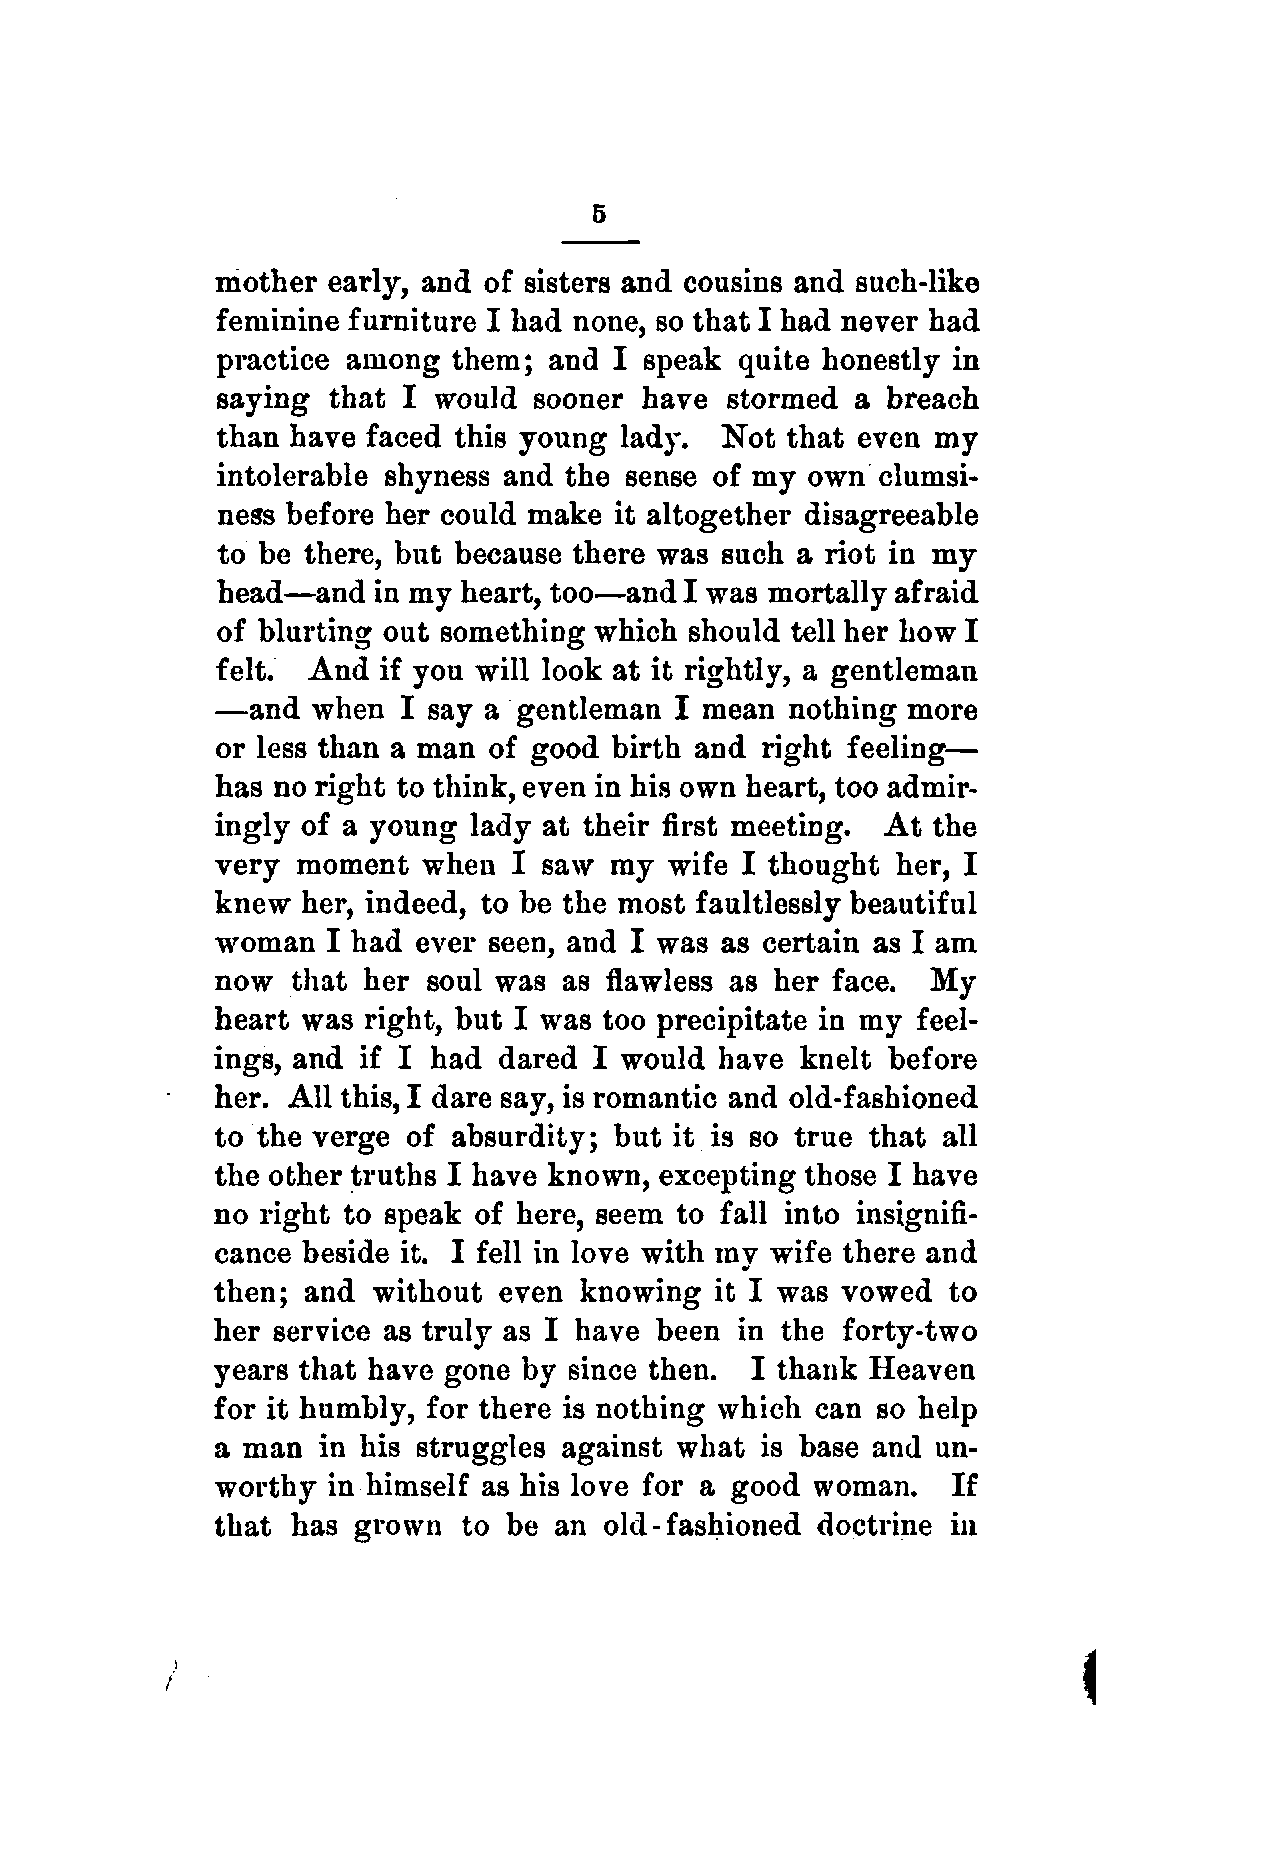 5
mother early, and of sisters and cousins and such-like
feminine furniture I had none, so that I had never had
practice among them; and I speak quite honestly in
saying that I would sooner have stormed a breach
than have faced this young lady. Not that even my
intolerable shyness and the sense of my own clumsi-
ness before her could make it altogether disagreeable
to be there, but because there was such a riot in my
head—and in my heart, too—and I was mortally afraid
of blurting out something which should tell her how I
felt. And if you will look at it rightly, a gentleman
—and when I say a gentleman I mean nothing more
or less than a man of good birth and right feeling—
has no right to think, even in his own heart, too admir-
ingly of a young lady at their first meeting. At the
very moment when I saw my wife I thought her, I
knew her, indeed, to be the most faultlessly beautiful
woman I had ever seen, and I was as certain as I am
now that her soul was as flawless as her face. My
heart was right, but I was too precipitate in my feel-
ings, and if I had dared I would have knelt before
her. All this, I dare say, is romantic and old-fashioned
to the verge of absurdity; but it is so true that all
the other truths I have known, excepting those I have
no right to speak of here, seem to fall into insignifi-
cance beside it. I fell in love with my wife there and
then; and without even knowing it I was vowed to
her service as truly as I have been in the forty-two
years that have gone by since then. I thank Heaven
for it humbly, for there is nothing which can so help
a man in his struggles against what is base and un-
worthy in himself as his love for a good woman. If
that has grown to be an old-fashioned doctrine in